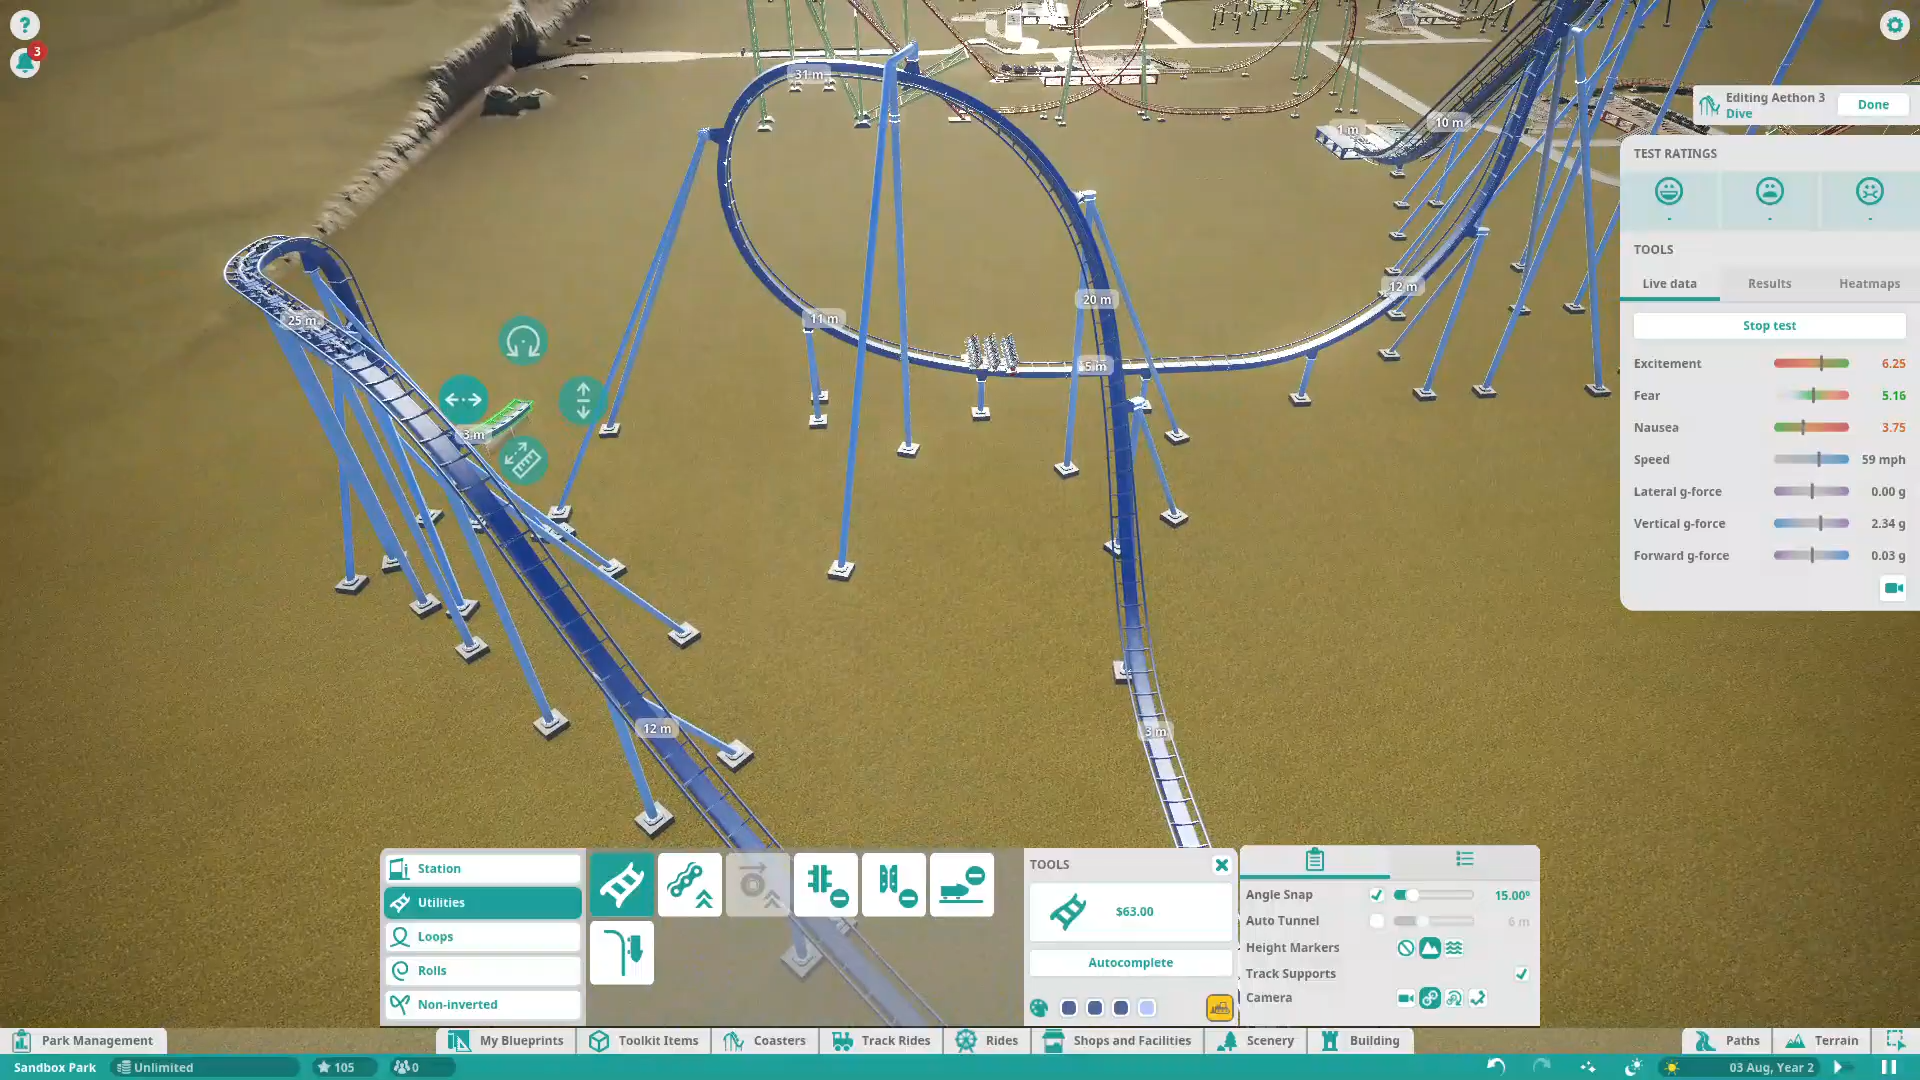 ?
3
31 m
1 m
10 m
Editing Aethon 3
Dive
Done
TEST RATINGS
-
-
-
TOOLS
Live data
Results
Heatmaps
Stop test
Excitement
6.25
Fear
5.16
Nausea
3.75
Speed
59 mph
Lateral g-force
0.00 g
Vertical g-force
2.34 g
Forward g-force
0.03 g
25 m
11 m
20 m
12 m
5 m
3 m
12 m
3 m
Station
Utilities
Loops
Rolls
Non-inverted
TOOLS
$63.00
Autocomplete
Angle Snap
15.00°
Auto Tunnel
6 m
Height Markers
Track Supports
Camera
Park Management
My Blueprints
Toolkit Items
Coasters
Track Rides
Rides
Shops and Facilities
Scenery
Building
Paths
Terrain
Sandbox Park
Unlimited
105
0
03 Aug, Year 2